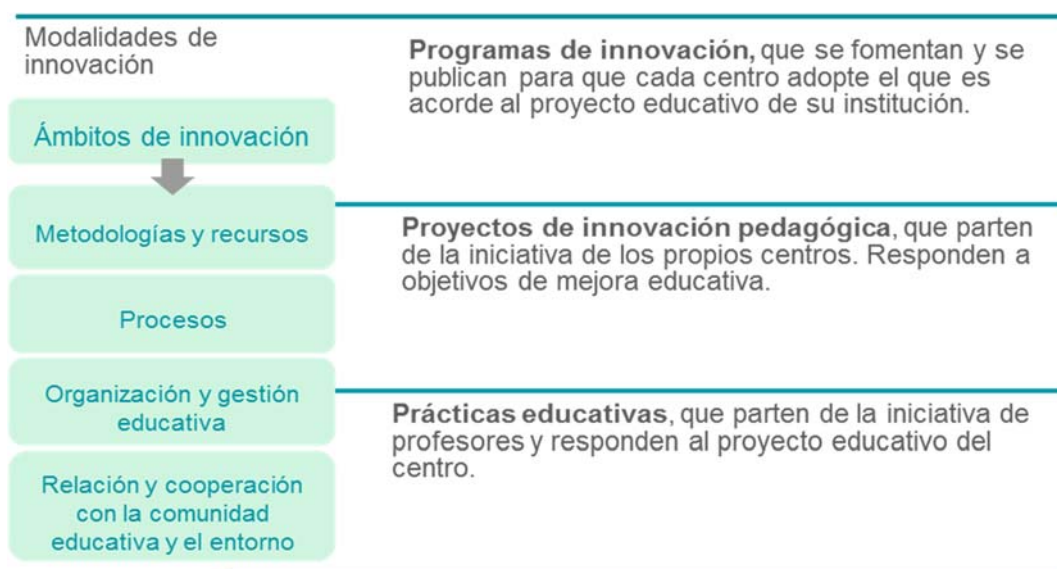 Modalidades de
innovación
Ámbitos de innovación
Metodologías y recursos
Procesos
Organización y gestión
educativa
Relación y cooperación
con la comunidad
educativa y el entorno
Programas de innovación, que se fomentan y se
publican para que cada centro adopte el que es
acorde al proyecto educativo de su institución.
Proyectos de innovación pedagógica, que parten
de la iniciativa de los propios centros. Responden a
objetivos de mejora educativa.
Prácticas educativas, que parten de la iniciativa de
profesores y responden al proyecto educativo del
centro.